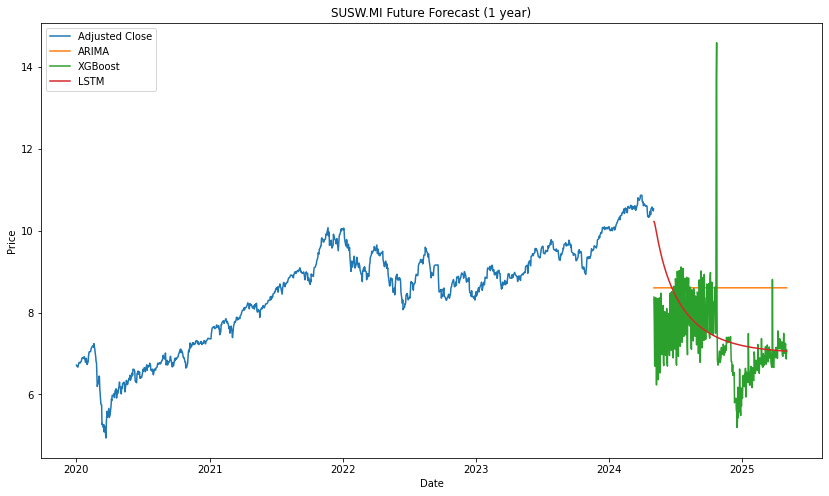 SUSW.MI Future Forecast (1 year)
Adjusted Close
ARIMA
XGBoost
LSTM
14
12
10
8
6
Price
2020
2021
2022
2023
2024
2025
Date